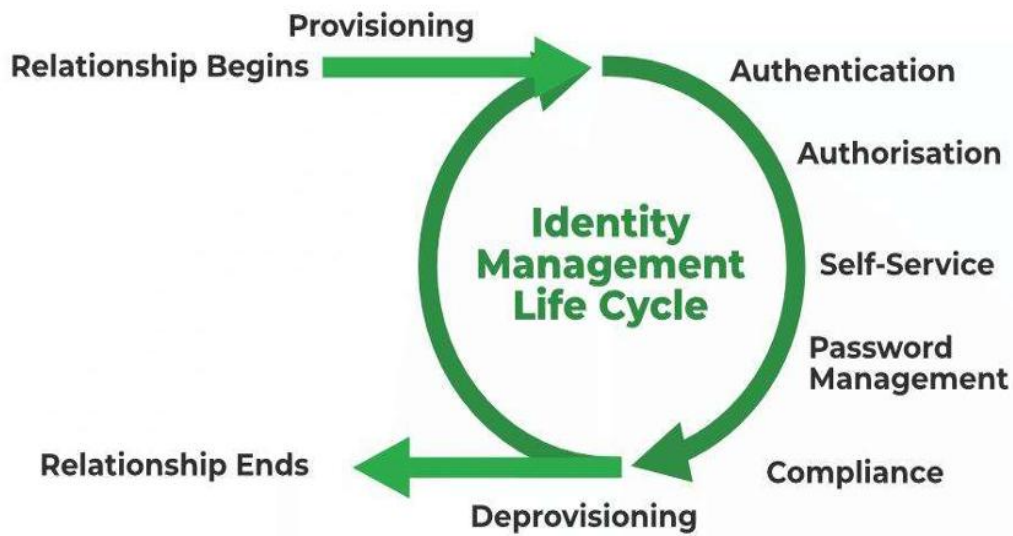 Provisioning
Relationship Begins
Authentication
Authorisation
Identity
Management
Life Cycle
Self-Service
Password
Management
Compliance
Relationship Ends
Deprovisioning